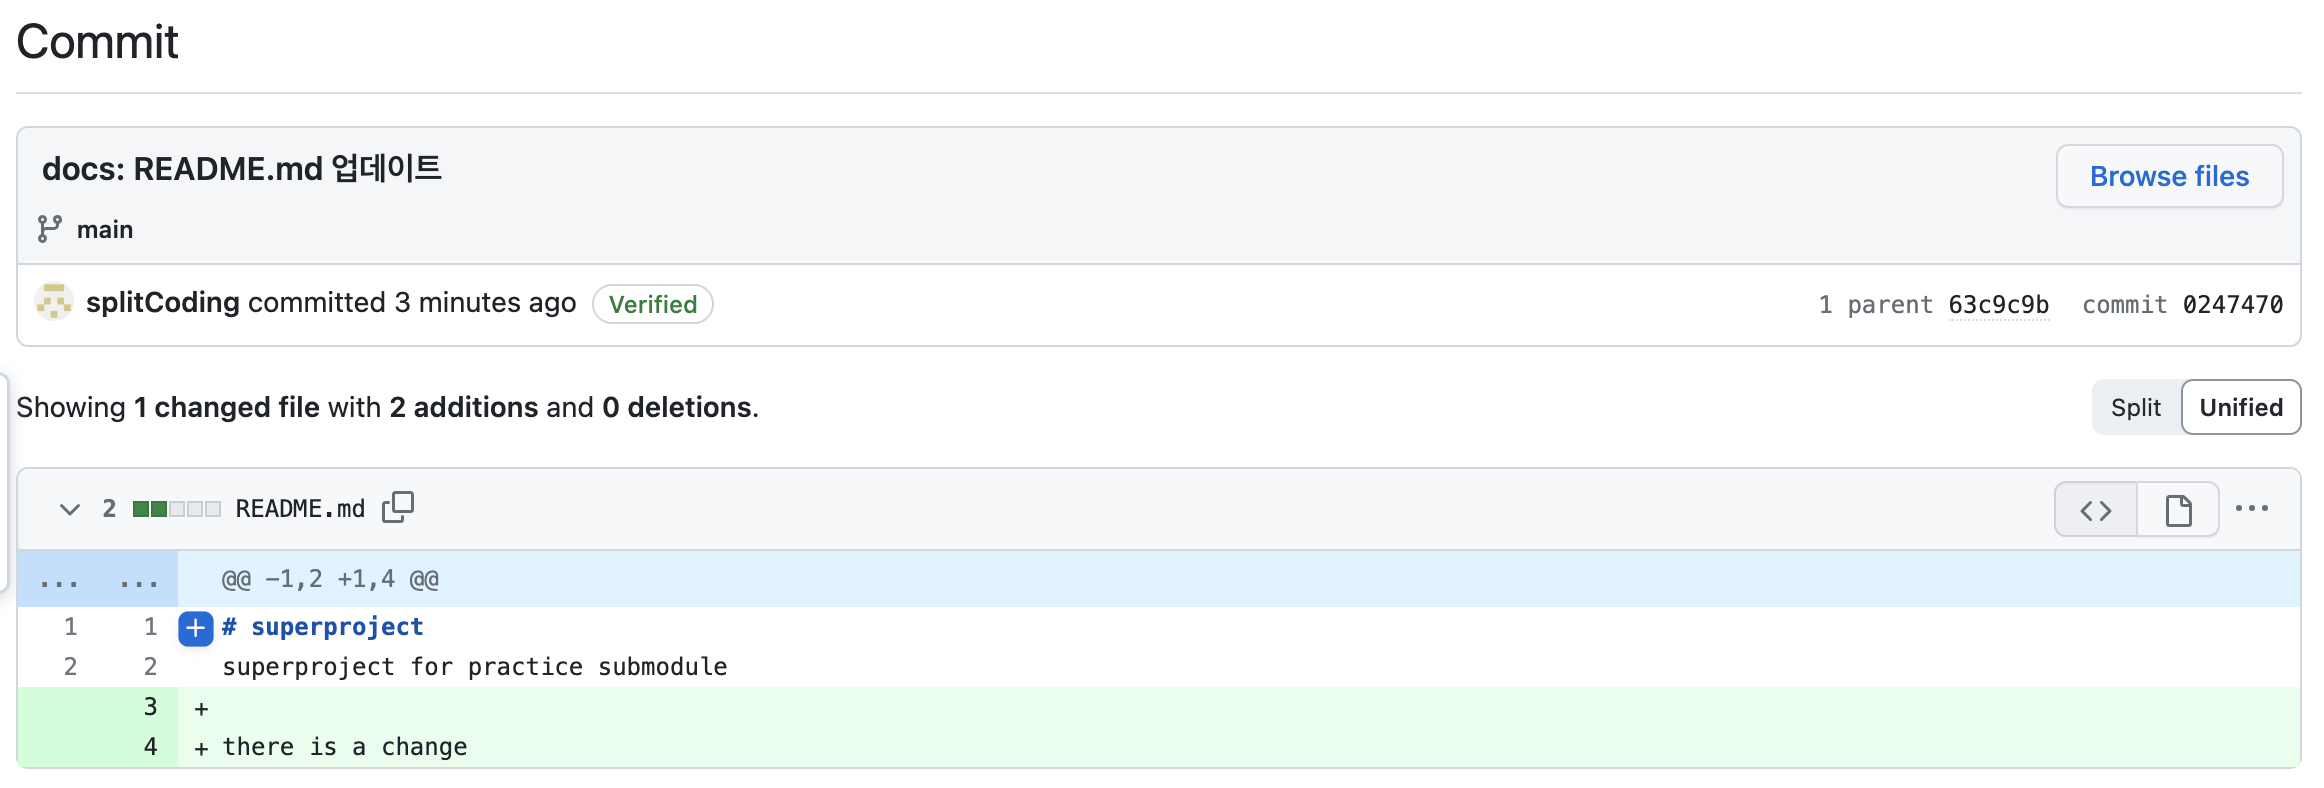 Commit
docs: README.md 업데이트
Browse files
main
splitCoding committed 3 minutes ago Verified 1 parent 63c9c9b commit 0247470
Showing 1 changed file with 2 additions and 0 deletions.
Split Unified
2 README.md
... ... @@ -1,2 +1,4 @@
1 1 # superproject
2 2 superproject for practice submodule
3 +
4 + there is a change